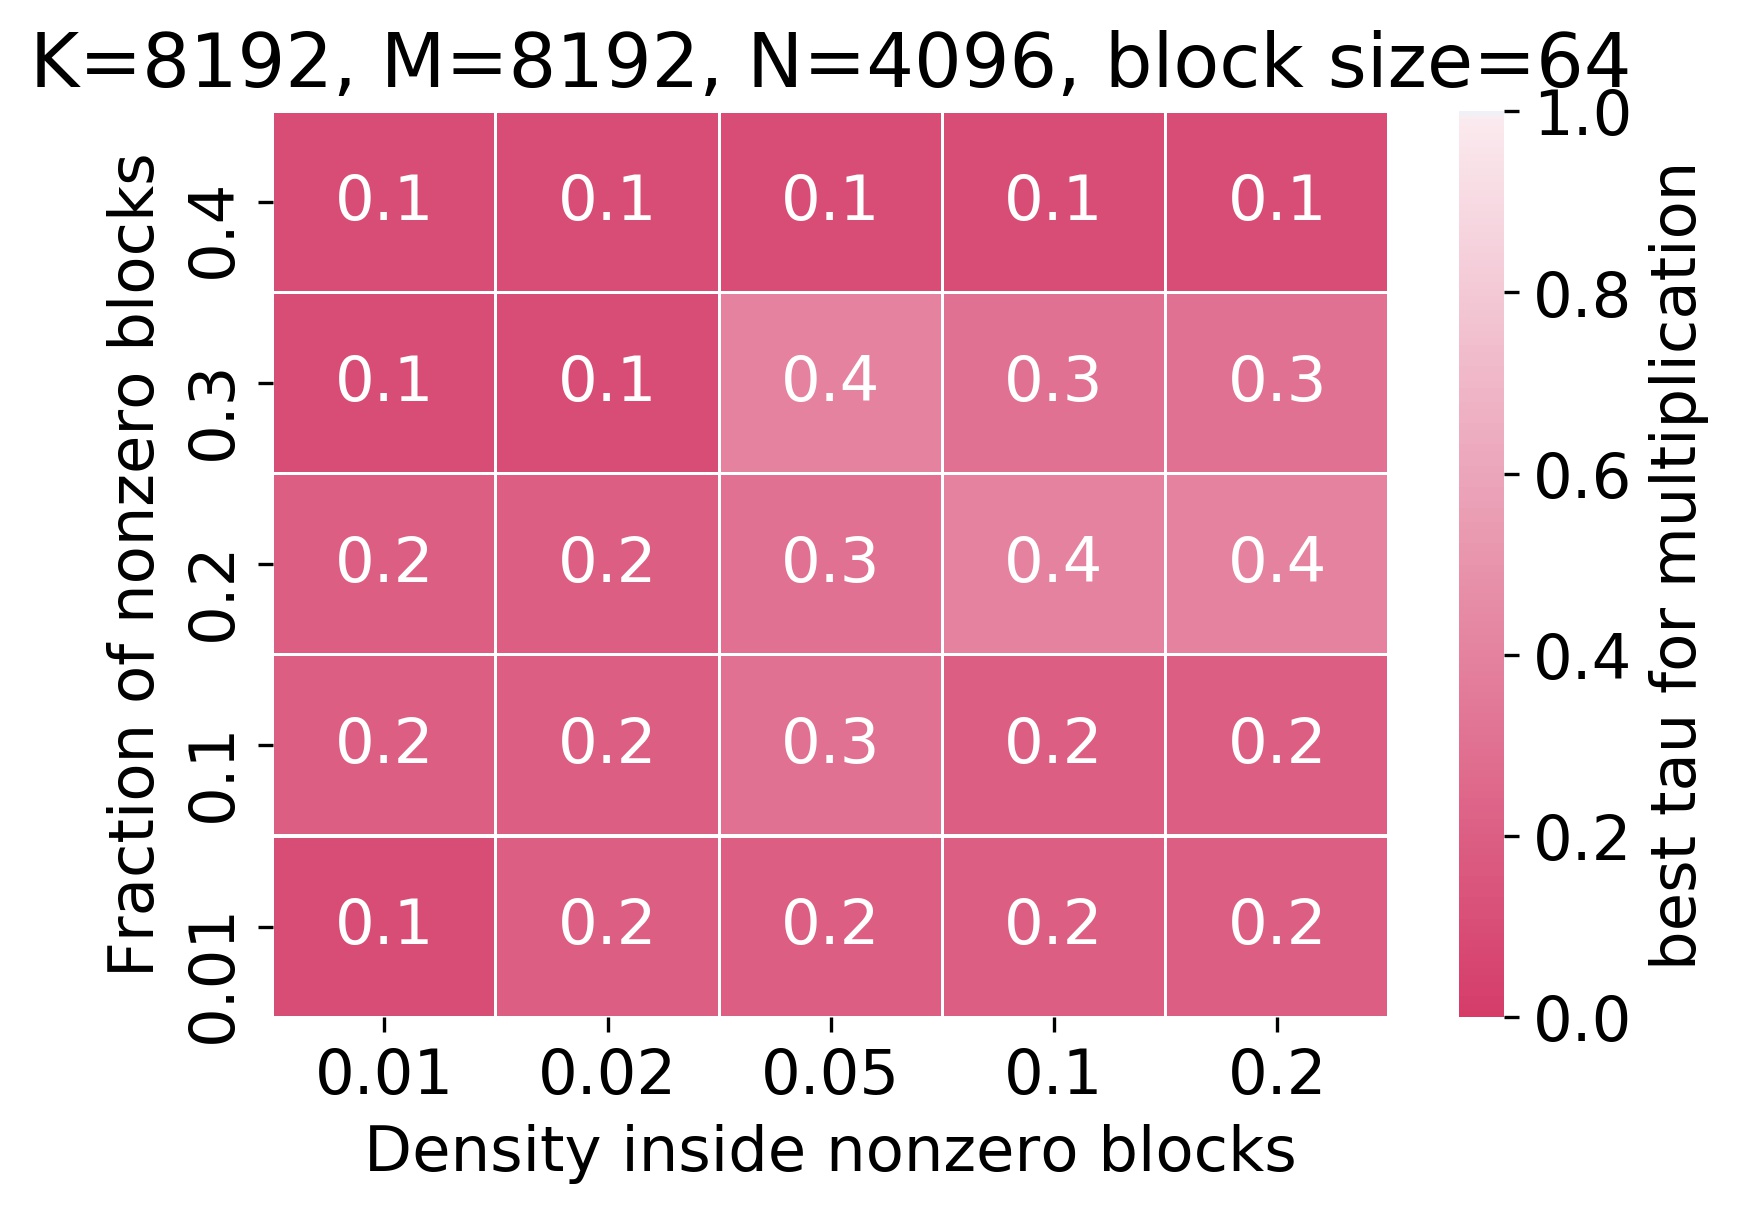 K=8192, M=8192, N=4096, block size=64
Fraction of nonzero blocks
0.4 0.1 0.1 0.1 0.1 0.1
0.3 0.1 0.1 0.4 0.3 0.3
0.2 0.2 0.2 0.3 0.4 0.4
0.1 0.2 0.2 0.3 0.2 0.2
0.01 0.1 0.2 0.2 0.2 0.2
0.01 0.02 0.05 0.1 0.2
Density inside nonzero blocks
1.0
0.8
0.6
0.4
0.2
0.0
best tau for multiplication